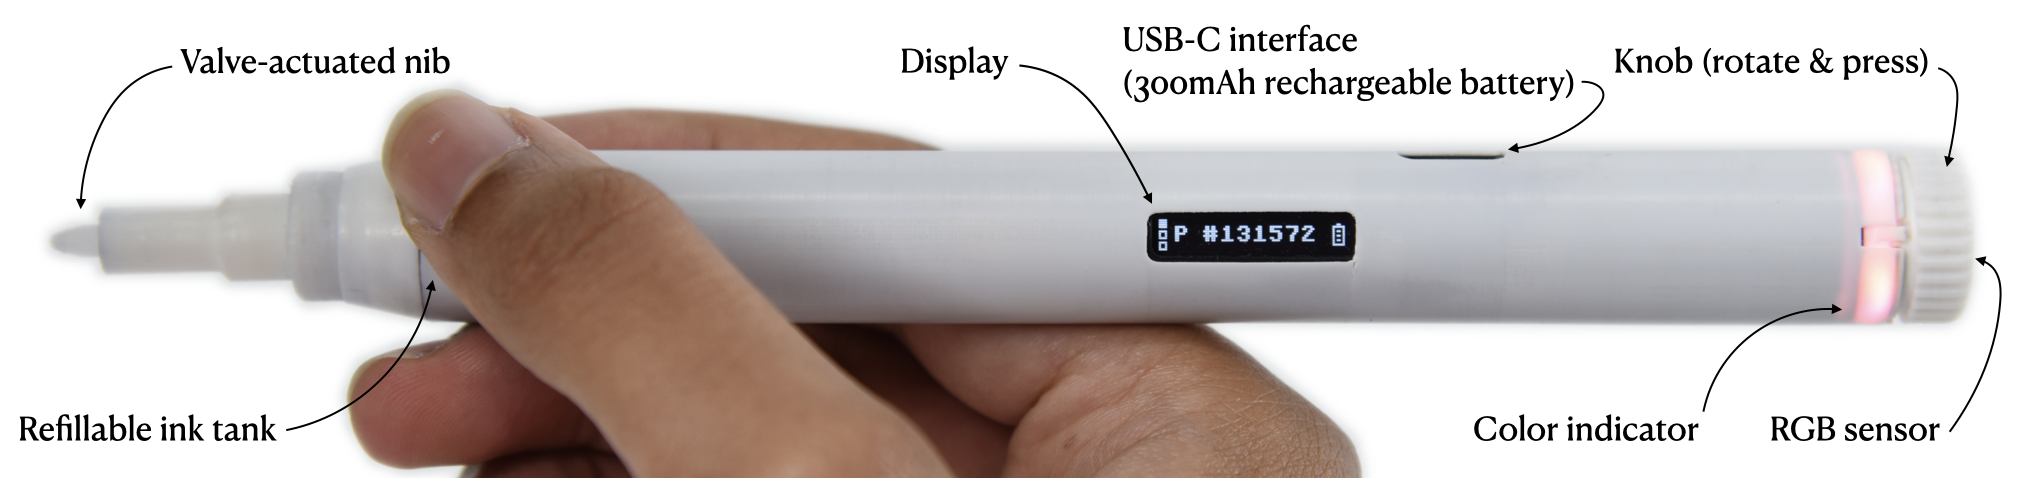 Valve-actuated nib
Display
USB-C interface
(300mAh rechargeable battery)
Knob (rotate & press)
P #131572
Refillable ink tank
Color indicator
RGB sensor